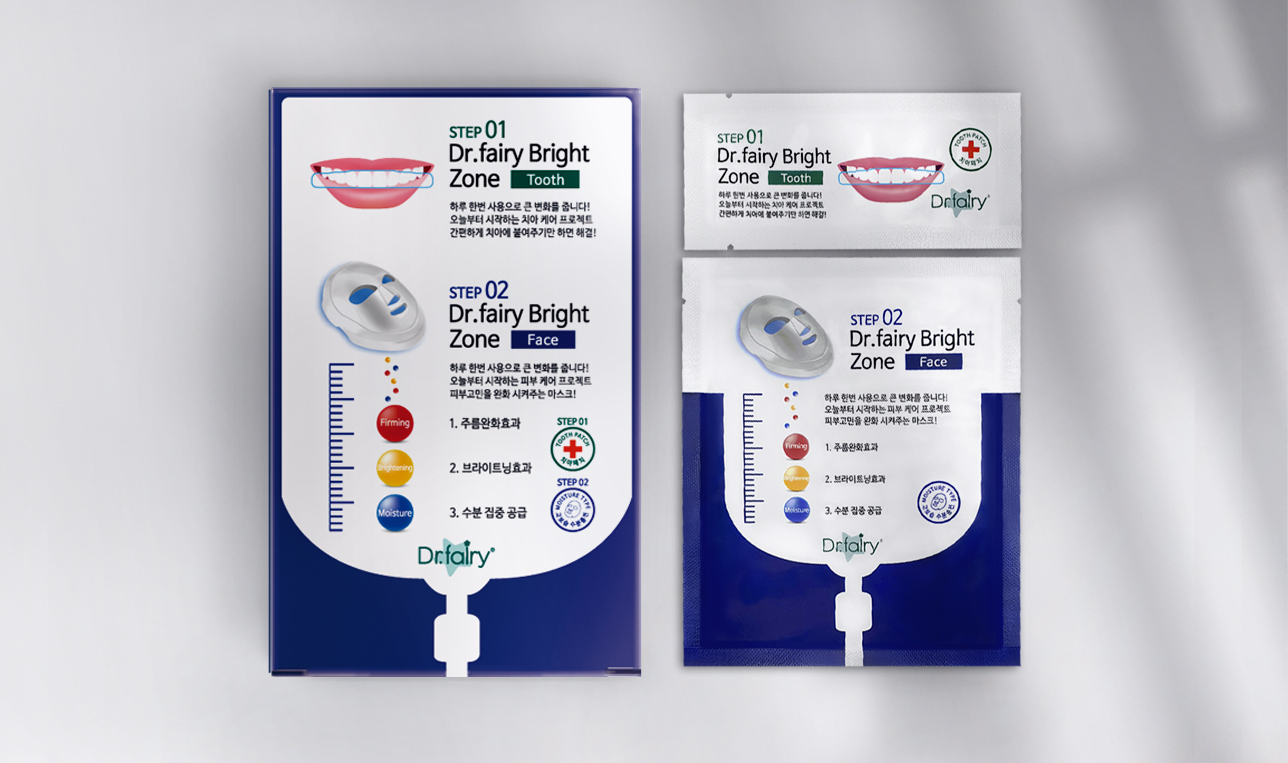 STEP 01
Dr.fairy Bright
Zone Tooth
하루 한번 사용으로 큰 변화를 줍니다!
오늘부터 시작하는 치아 케어 프로젝트
간편하게 치아에 붙여주기만 하면 해결!
STEP 02
Dr.fairy Bright
Zone Face
하루 한번 사용으로 큰 변화를 줍니다!
오늘부터 시작하는 피부 케어 프로젝트
피부고민을 완화 시켜주는 마스크!
Firming
1. 주름완화효과
Brightening
2. 브라이트닝효과
Moisture
3. 수분 집중 공급
STEP 01
TOOTH PATCH
치아패치
STEP 02
MOISTURE TYPE
Dr.fairy®
STEP 01
Dr.fairy Bright
Zone Tooth
하루 한번 사용으로 큰 변화를 줍니다!
오늘부터 시작하는 치아 케어 프로젝트
간편하게 치아에 붙여주기만 하면 해결!
TOOTH PATCH
치아패치
Dr.fairy®
STEP 02
Dr.fairy Bright
Zone Face
하루 한번 사용으로 큰 변화를 줍니다!
오늘부터 시작하는 피부 케어 프로젝트
피부고민을 완화 시켜주는 마스크!
Firming
1. 주름완화효과
Brightening
2. 브라이트닝효과
Moisture
3. 수분 집중 공급
MOISTURE TYPE
Dr.fairy®